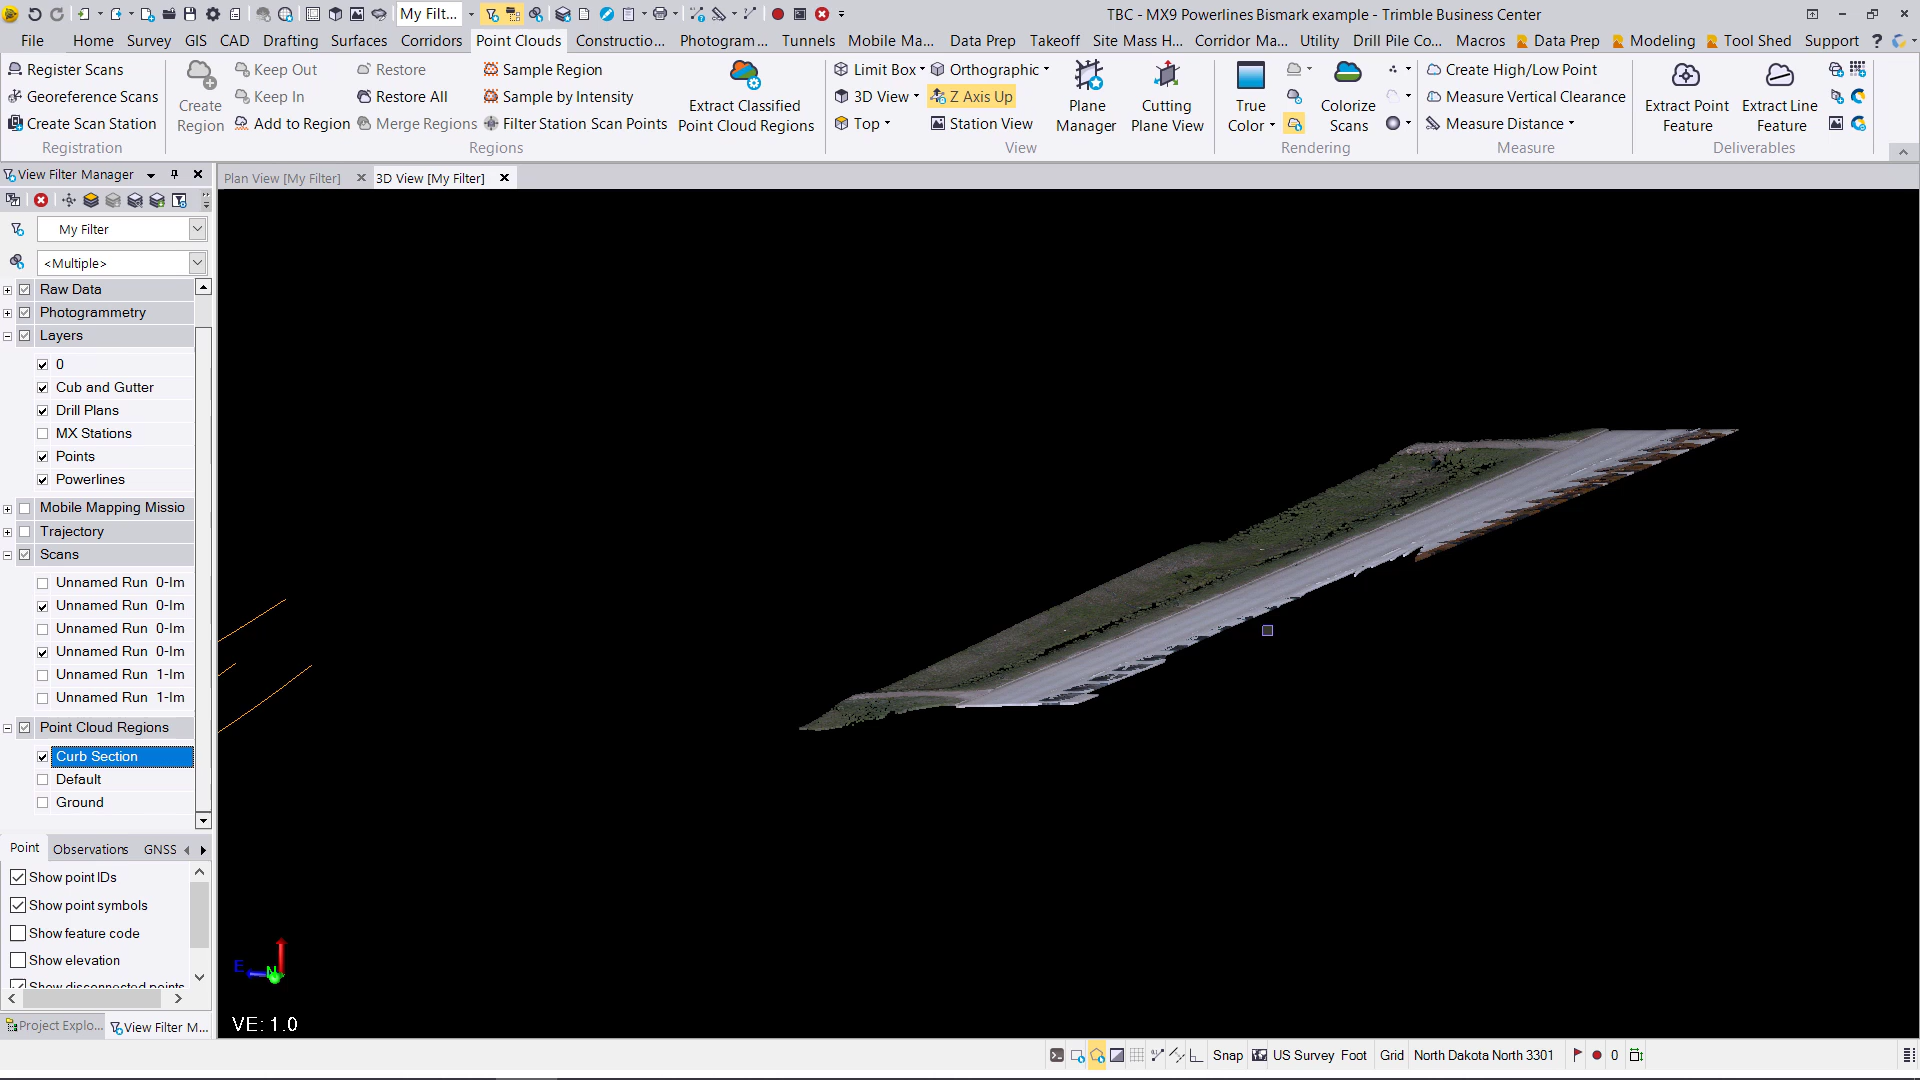 My Filt...
TBC - MX9 Powerlines Bismark example - Trimble Business Center
File Home Survey GIS CAD Drafting Surfaces Corridors Point Clouds Constructio... Photogram... Tunnels Mobile Ma... Data Prep Takeoff Site Mass H... Corridor Ma... Utility Drill Pile Co... Macros Data Prep Modeling Tool Shed Support ?
Register Scans
Georeference Scans
Create Scan Station
Registration
Create Region
Keep Out
Keep In
Add to Region
Restore
Restore All
Merge Regions
Sample Region
Sample by Intensity
Filter Station Scan Points
Extract Classified
Point Cloud Regions
Regions
Limit Box
3D View
Top
Orthographic
Z Axis Up
Station View
Plane
Manager
Cutting
Plane View
View
True
Color
Colorize
Scans
Rendering
Create High/Low Point
Measure Vertical Clearance
Measure Distance
Measure
Extract Point
Feature
Extract Line
Feature
Deliverables
View Filter Manager
My Filter
<Multiple>
Raw Data
Photogrammetry
Layers
0
Cub and Gutter
Drill Plans
MX Stations
Points
Powerlines
Mobile Mapping Missio
Trajectory
Scans
Unnamed Run 0-Im
Unnamed Run 0-Im
Unnamed Run 0-Im
Unnamed Run 0-Im
Unnamed Run 1-Im
Unnamed Run 1-Im
Point Cloud Regions
Curb Section
Default
Ground
Point Observations GNSS
Show point IDs
Show point symbols
Show feature code
Show elevation
Show disconnected points
Project Explo... View Filter M...
Plan View [My Filter] 3D View [My Filter]
E N
VE: 1.0
Snap US Survey Foot Grid North Dakota North 3301 0